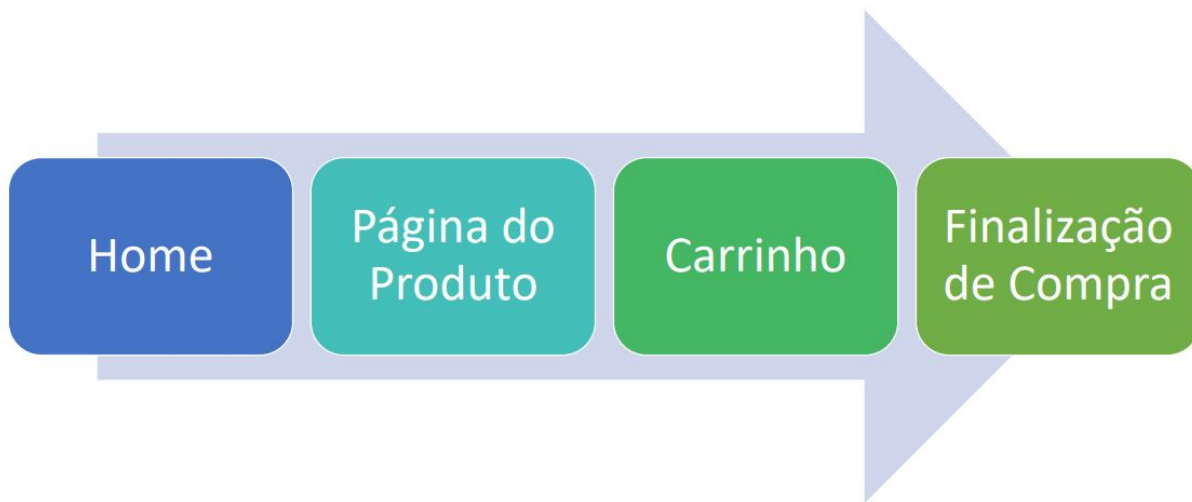 Home
Página do
Produto
Carrinho
Finalização
de Compra